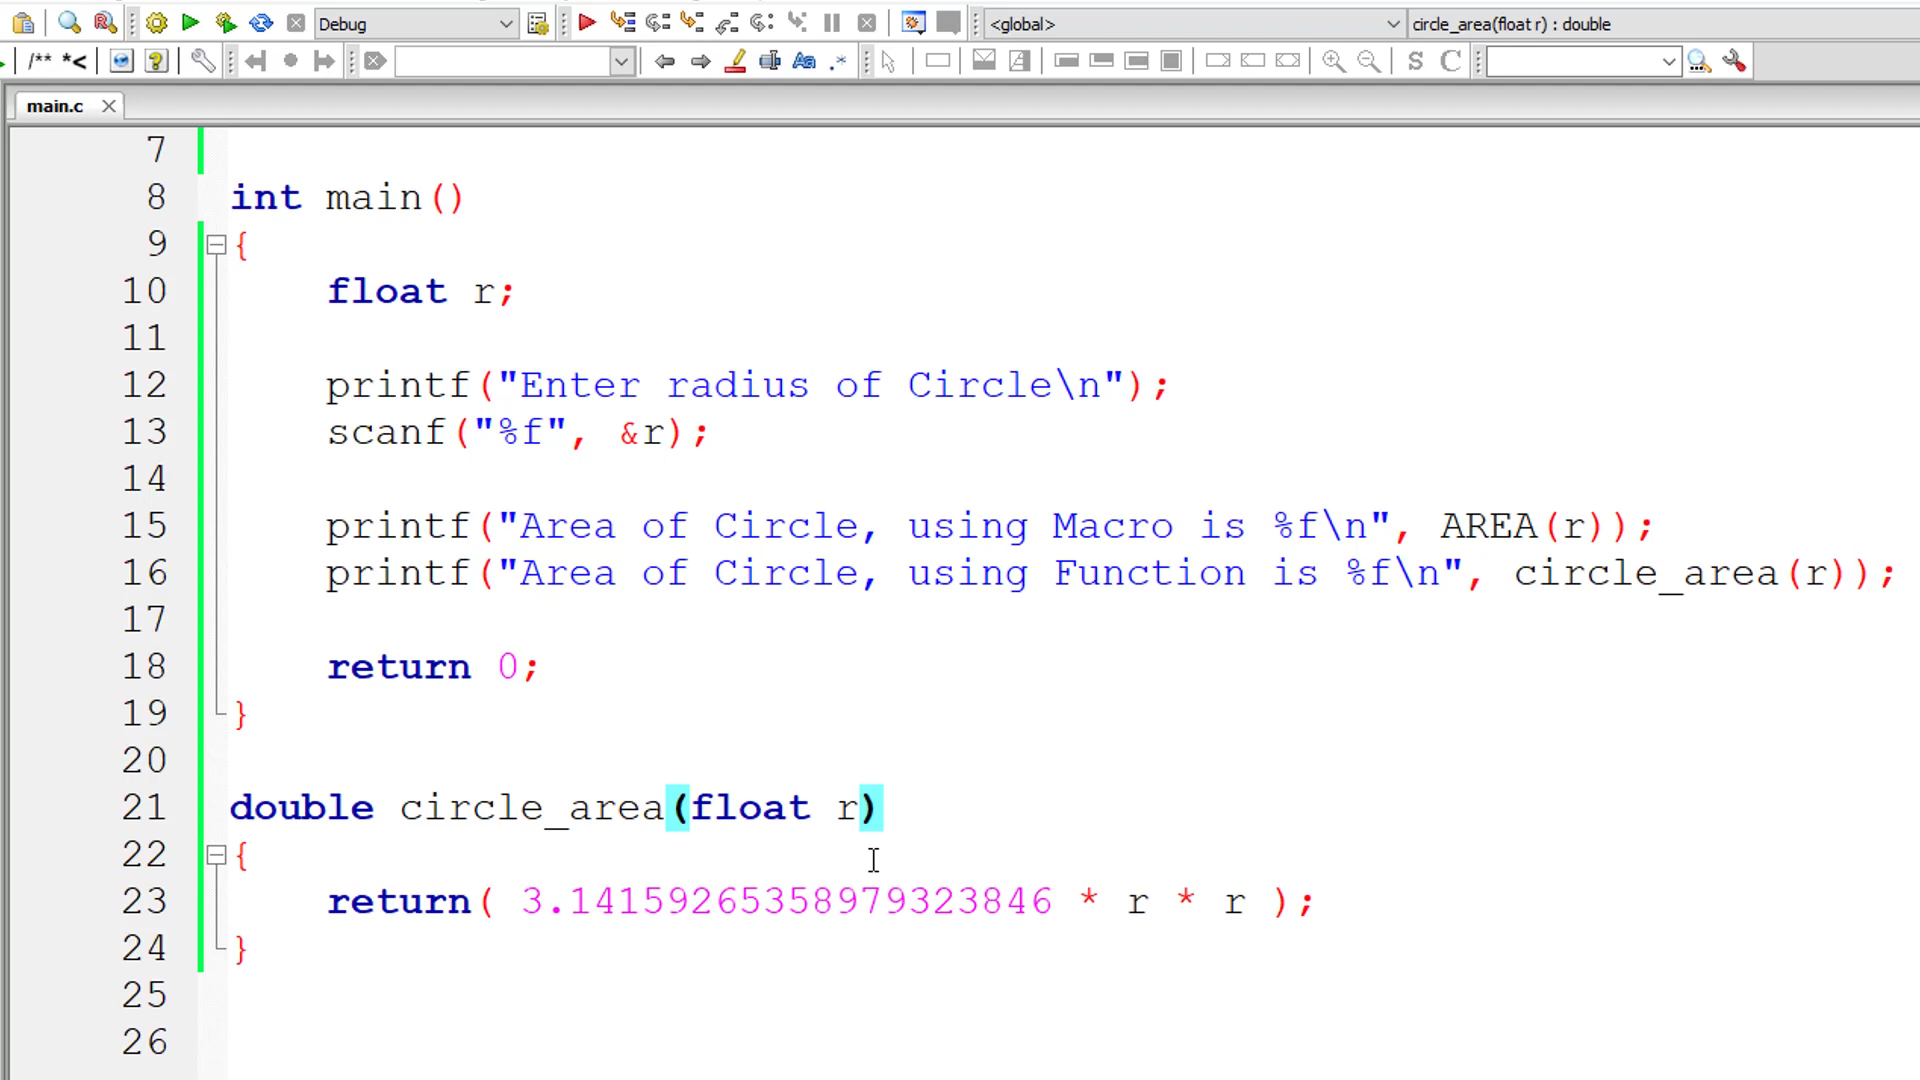 Debug
<global>
circle_area(float r) : double
/** *<
Aa .*
S C
main.c
7
8 int main()
9 {
10 float r;
11
12 printf("Enter radius of Circle\n");
13 scanf("%f", &r);
14
15 printf("Area of Circle, using Macro is %f\n", AREA(r));
16 printf("Area of Circle, using Function is %f\n", circle_area(r));
17
18 return 0;
19 }
20
21 double circle_area(float r)
22 {
23 return( 3.14159265358979323846 * r * r );
24 }
25
26